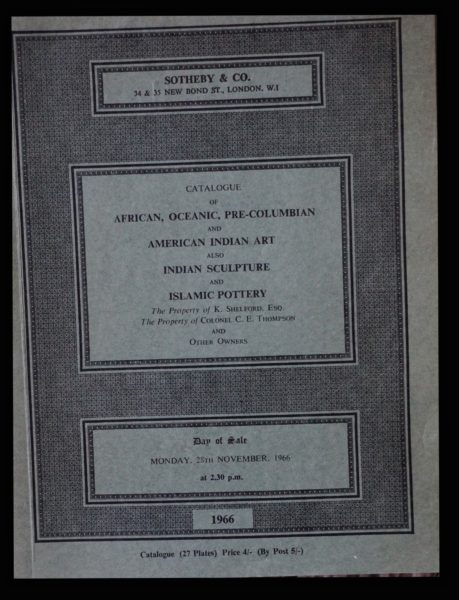 SOTHEBY & CO.
34 & 35 NEW BOND ST., LONDON, W.1
CATALOGUE
OF
AFRICAN, OCEANIC, PRE-COLUMBIAN
AND
AMERICAN INDIAN ART
ALSO
INDIAN SCULPTURE
AND
ISLAMIC POTTERY
The Property of K. SHELFORD, ESQ.
The Property of COLONEL C. E. THOMPSON
AND
OTHER OWNERS
Day of Sale
MONDAY, 28TH NOVEMBER, 1966
at 2.30 p.m.
1966
Catalogue (27 Plates) Price 4/- (By Post 5/-)